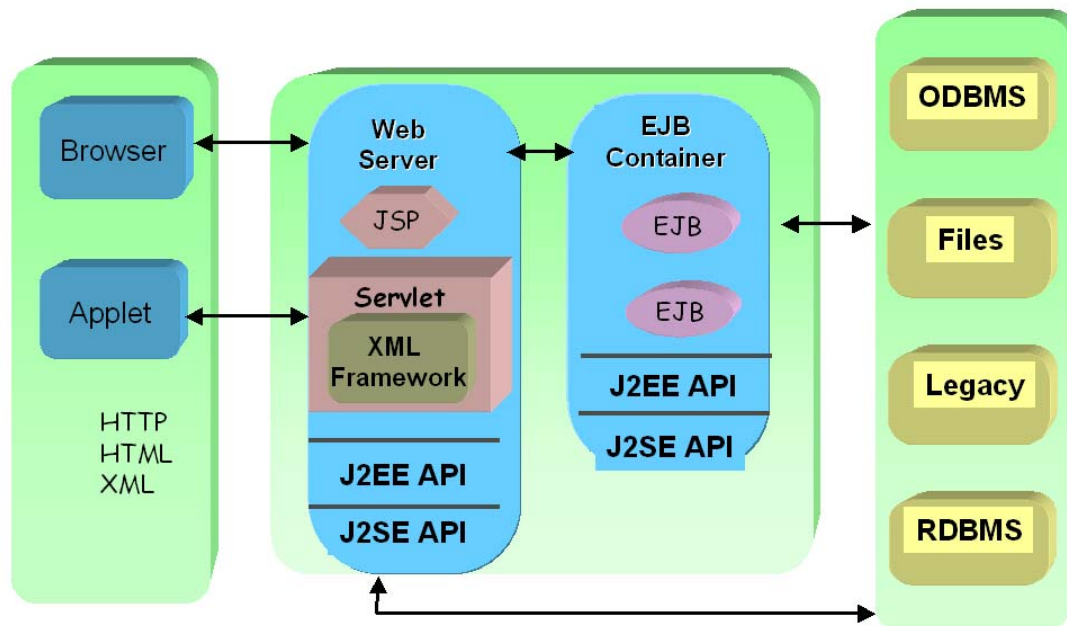 Browser
Applet
HTTP
HTML
XML
Web
Server
JSP
Servlet
XML
Framework
J2EE API
J2SE API
EJB
Container
EJB
EJB
J2EE API
J2SE API
ODBMS
Files
Legacy
RDBMS